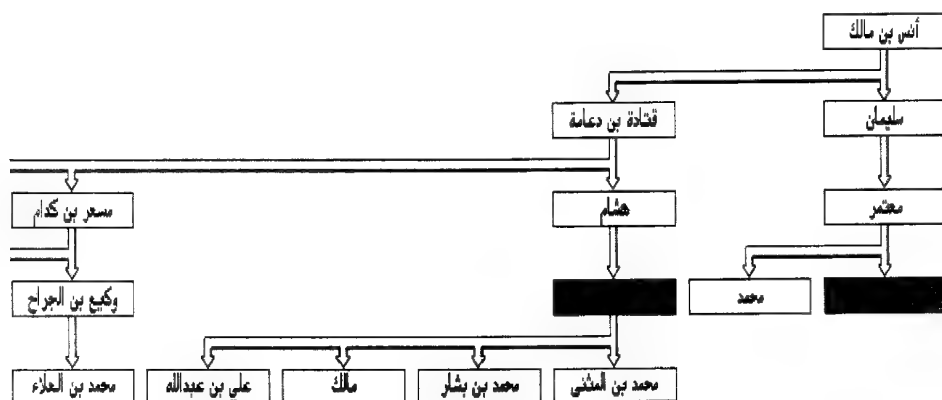 أنس بن مالك
سليمان
قتادة بن دعامة
معتمر
هشام
مسعر بن كدام
محمد
وكيع بن الجراح
محمد بن المثنى
محمد بن بشار
مالك
علي بن عبدالله
محمد بن العلاء